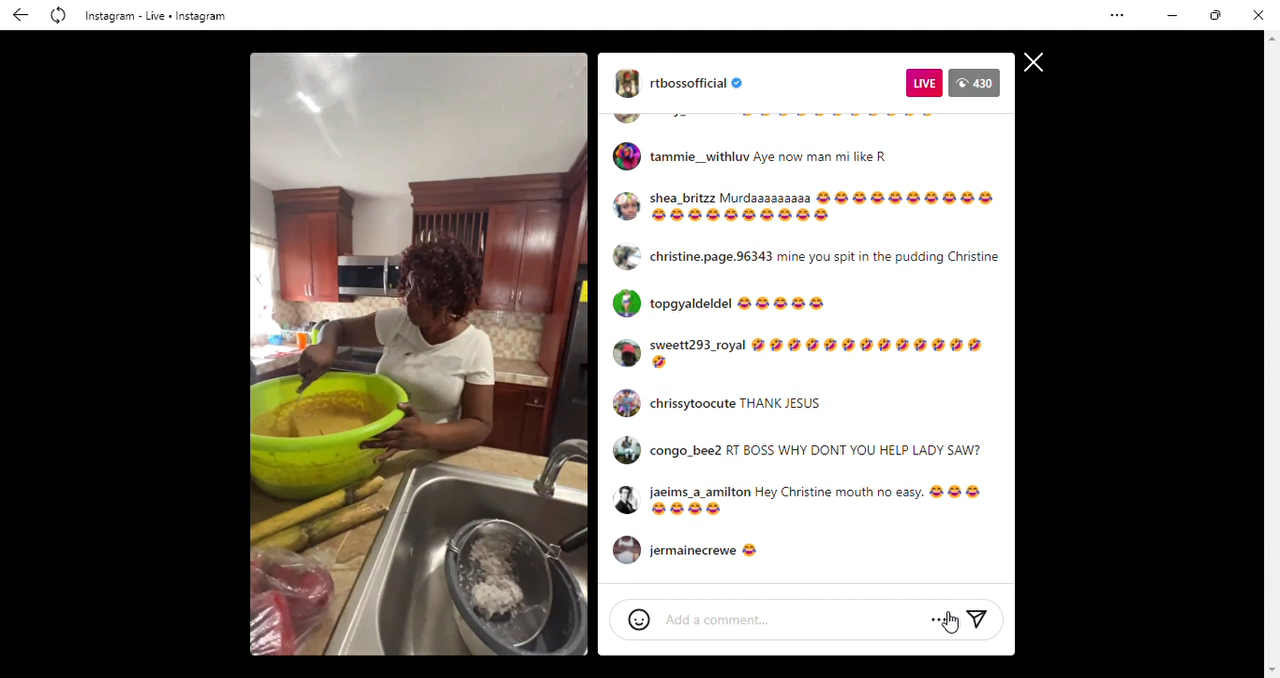 Instagram - Live • Instagram
rtbossofficial
LIVE
430
tammie__withluv Aye now man mi like R
shea_britzz Murdaaaaaaaaa 😂😂😂😂😂😂😂😂😂😂
😂😂😂😂😂😂😂😂😂😂
christine.page.96343 mine you spit in the pudding Christine
topgyaldeldel 😂😂😂😂😂
sweett293_royal 🤣🤣🤣🤣🤣🤣🤣🤣🤣🤣🤣🤣🤣
🤣
chrissytoocute THANK JESUS
congo_bee2 RT BOSS WHY DONT YOU HELP LADY SAW?
jaeims_a_amilton Hey Christine mouth no easy. 😂😂😂
😂😂😂😂
jermainecrewe 😂
Add a comment...